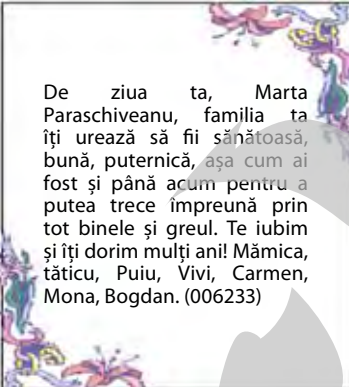 De ziua ta, Marta
Paraschiveanu, familia ta
îți urează să fii sănătoasă,
bună, puternică, așa cum ai
fost și până acum pentru a
putea trece împreună prin
tot binele și greul. Te iubim
și îți dorim mulți ani! Mămica,
tăticu, Puiu, Vivi, Carmen,
Mona, Bogdan. (006233)